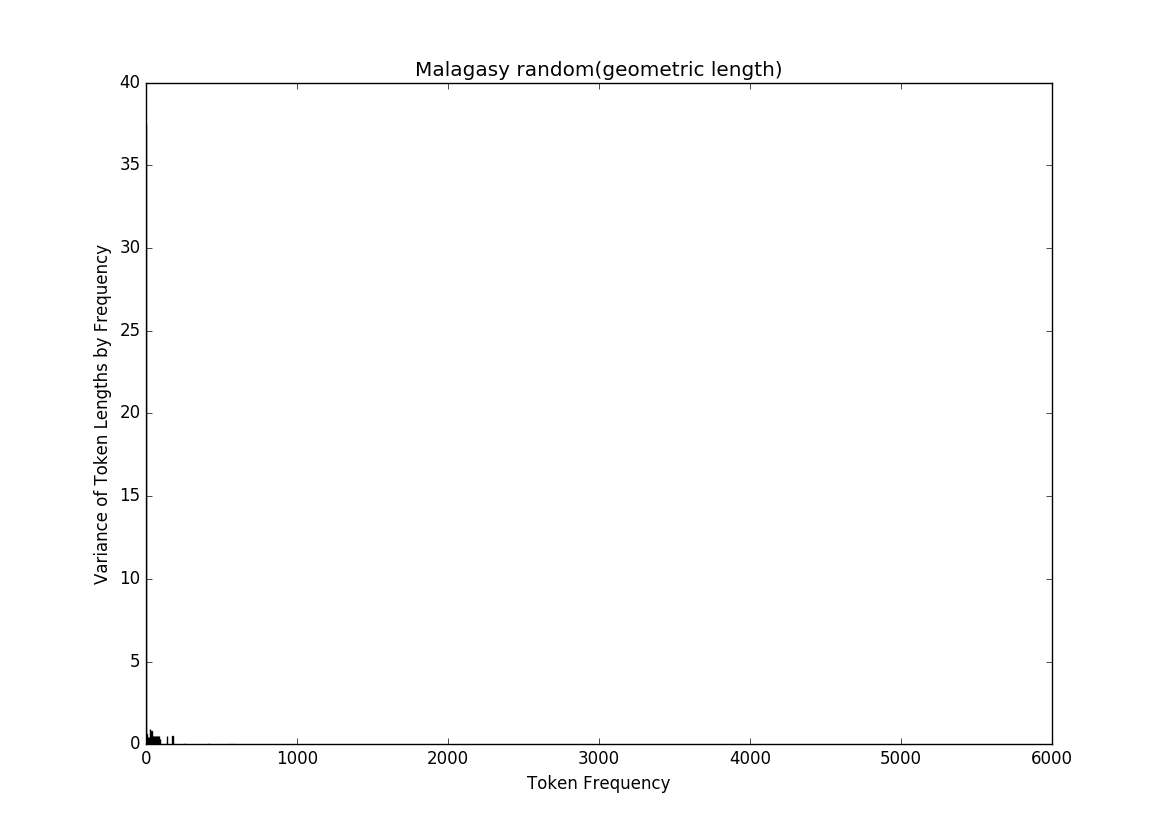 Malagasy random(geometric length)
40
35
30
25
20
15
10
5
0
Variance of Token Lengths by Frequency
0 1000 2000 3000 4000 5000 6000
Token Frequency